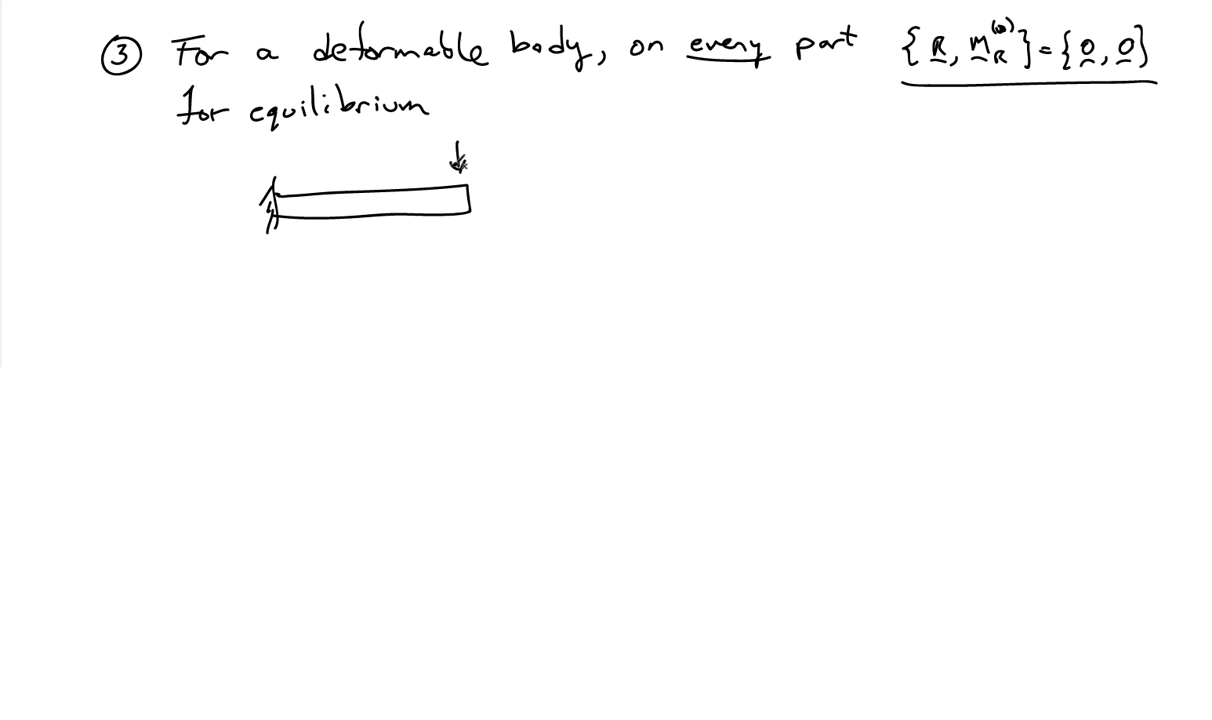 ③ For a deformable body, on every part { R, M_R^(o) } = { 0, 0 }
for equilibrium